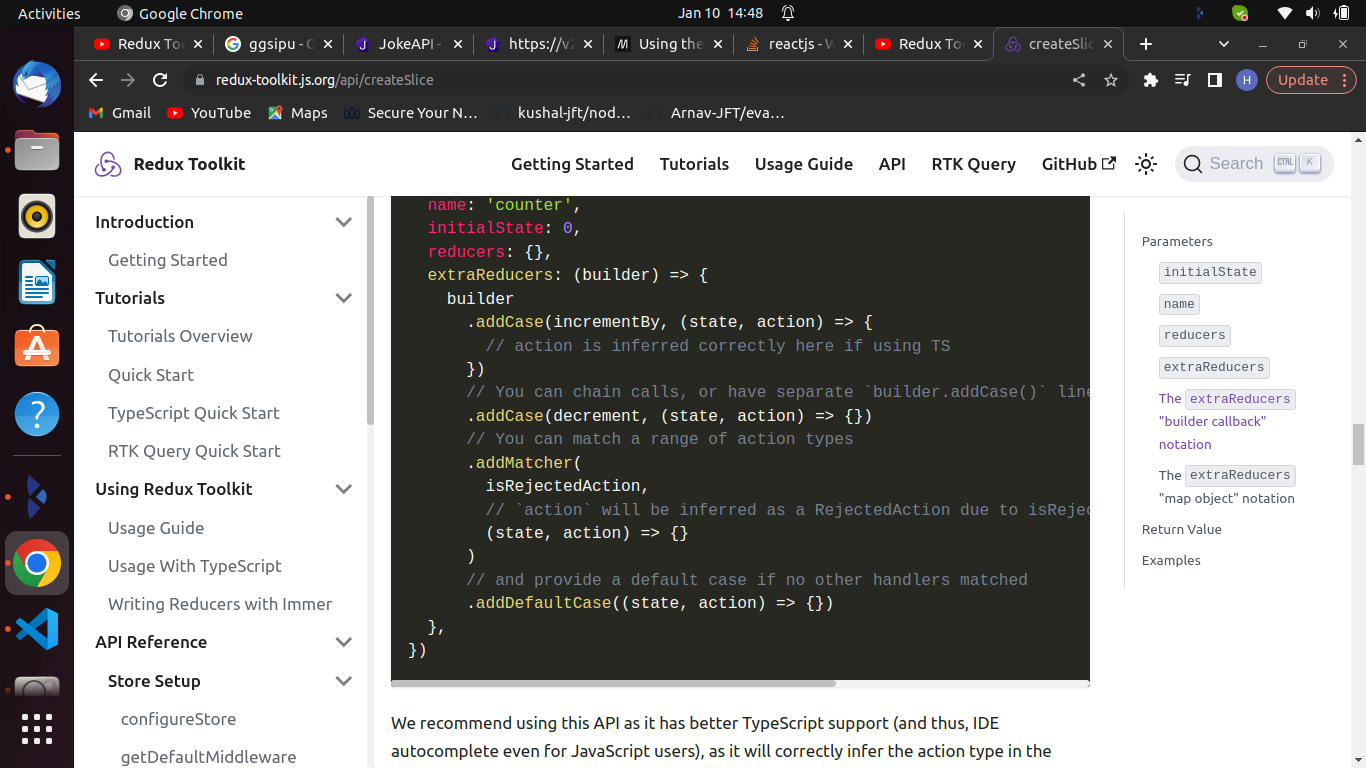 Activities
Google Chrome
Jan 10 14:48
Redux To
ggsipu - G
JokeAPI -
https://v2
Using the
reactjs - W
Redux To
createSlic
redux-toolkit.js.org/api/createSlice
H
Update
Gmail
YouTube
Maps
Secure Your N...
kushal-jft/nod...
Arnav-JFT/eva...
Redux Toolkit
Getting Started
Tutorials
Usage Guide
API
RTK Query
GitHub
Search
CTRL
K
Introduction
Getting Started
Tutorials
Tutorials Overview
Quick Start
TypeScript Quick Start
RTK Query Quick Start
Using Redux Toolkit
Usage Guide
Usage With TypeScript
Writing Reducers with Immer
API Reference
Store Setup
configureStore
getDefaultMiddleware
name: 'counter',
initialState: 0,
reducers: {},
extraReducers: (builder) => {
builder
.addCase(incrementBy, (state, action) => {
// action is inferred correctly here if using TS
})
// You can chain calls, or have separate `builder.addCase()` line
.addCase(decrement, (state, action) => {})
// You can match a range of action types
.addMatcher(
isRejectedAction,
// `action` will be inferred as a RejectedAction due to isRejec
(state, action) => {}
)
// and provide a default case if no other handlers matched
.addDefaultCase((state, action) => {})
},
})
We recommend using this API as it has better TypeScript support (and thus, IDE
autocomplete even for JavaScript users), as it will correctly infer the action type in the
Parameters
initialState
name
reducers
extraReducers
The extraReducers
"builder callback"
notation
The extraReducers
"map object" notation
Return Value
Examples